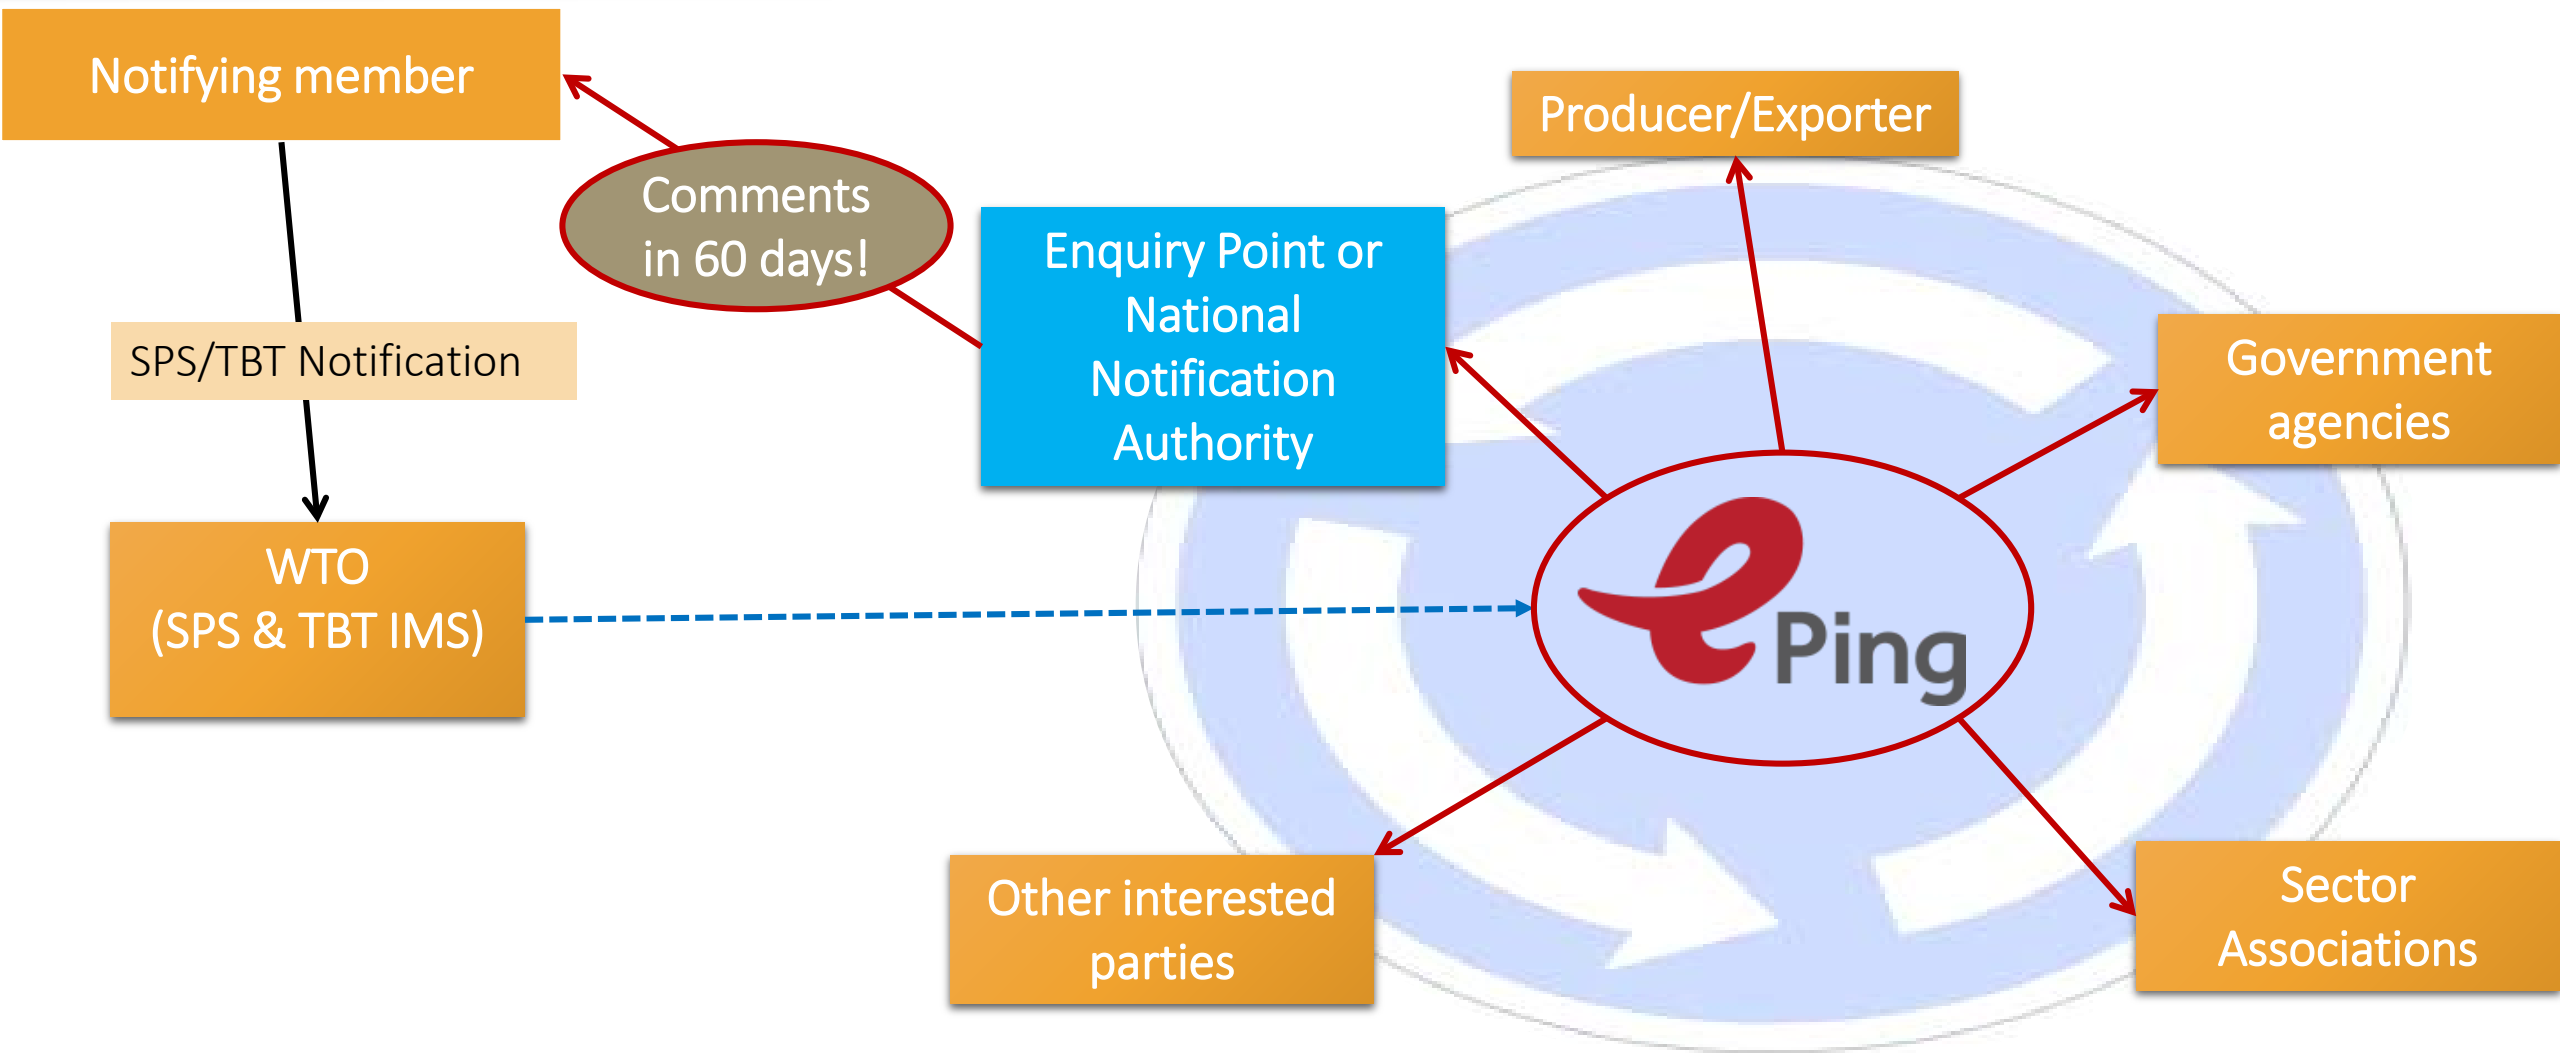 Notifying member
Comments
in 60 days!
SPS/TBT Notification
WTO
(SPS & TBT IMS)
Enquiry Point or
National
Notification
Authority
Producer/Exporter
Government
agencies
ePing
Other interested
parties
Sector
Associations